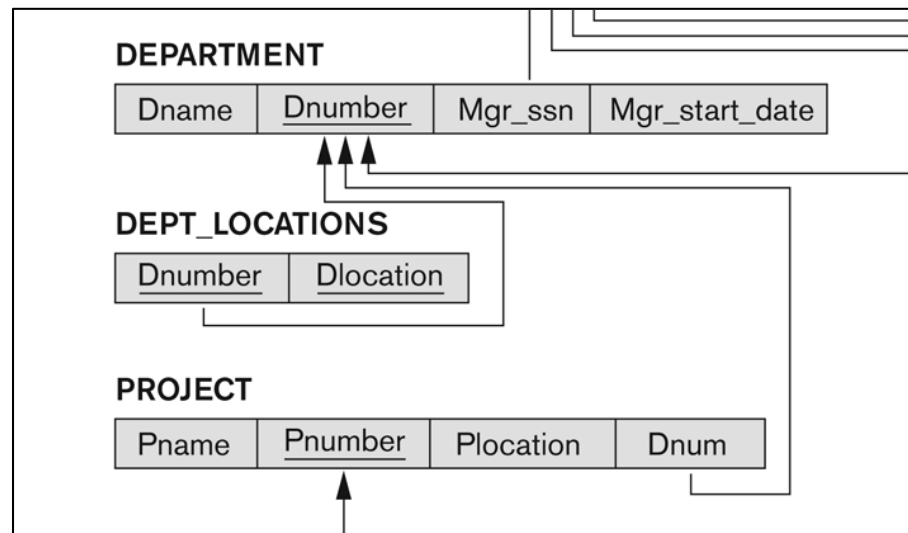 DEPARTMENT
Dname Dnumber Mgr_ssn Mgr_start_date
DEPT_LOCATIONS
Dnumber Dlocation
PROJECT
Pname Pnumber Plocation Dnum